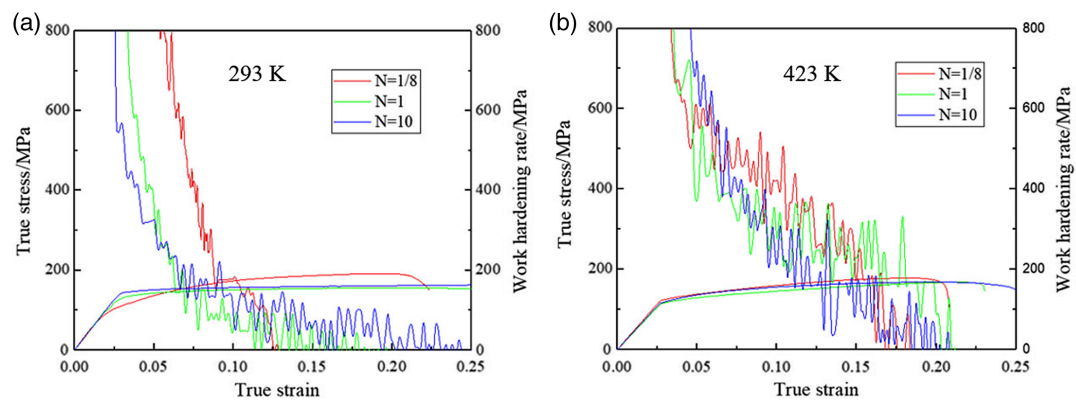 (a)
800
600
400
200
0
True stress/MPa
293 K
N=1/8
N=1
N=10
800
600
400
200
0
Work hardening rate/MPa
0.00 0.05 0.10 0.15 0.20 0.25
True strain
(b)
800
600
400
200
0
True stress/MPa
423 K
N=1/8
N=1
N=10
800
600
400
200
0
Work hardening rate/MPa
0.00 0.05 0.10 0.15 0.20 0.25
True strain